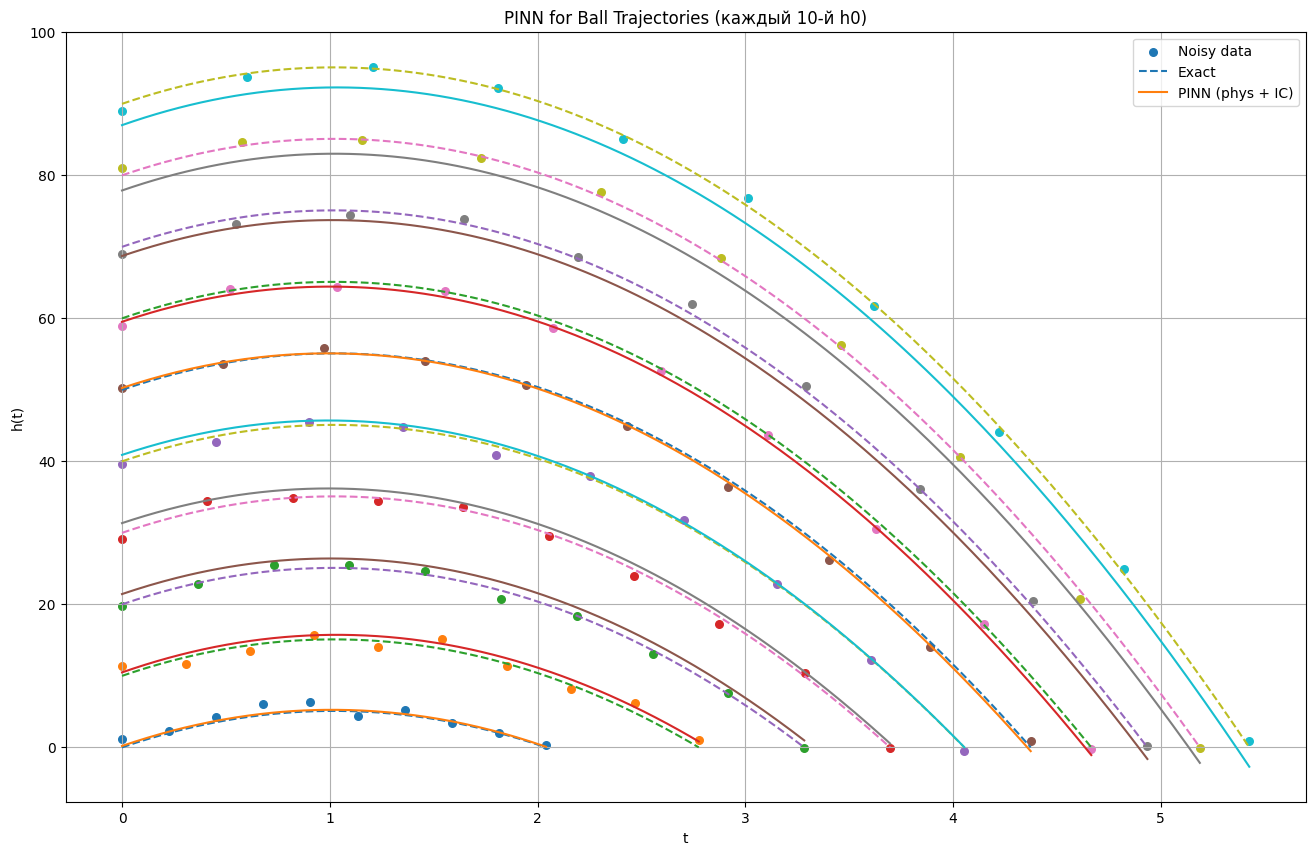 PINN for Ball Trajectories (каждый 10-й h0)
Noisy data
Exact
PINN (phys + IC)
100
80
60
40
20
0
h(t)
0 1 2 3 4 5
t